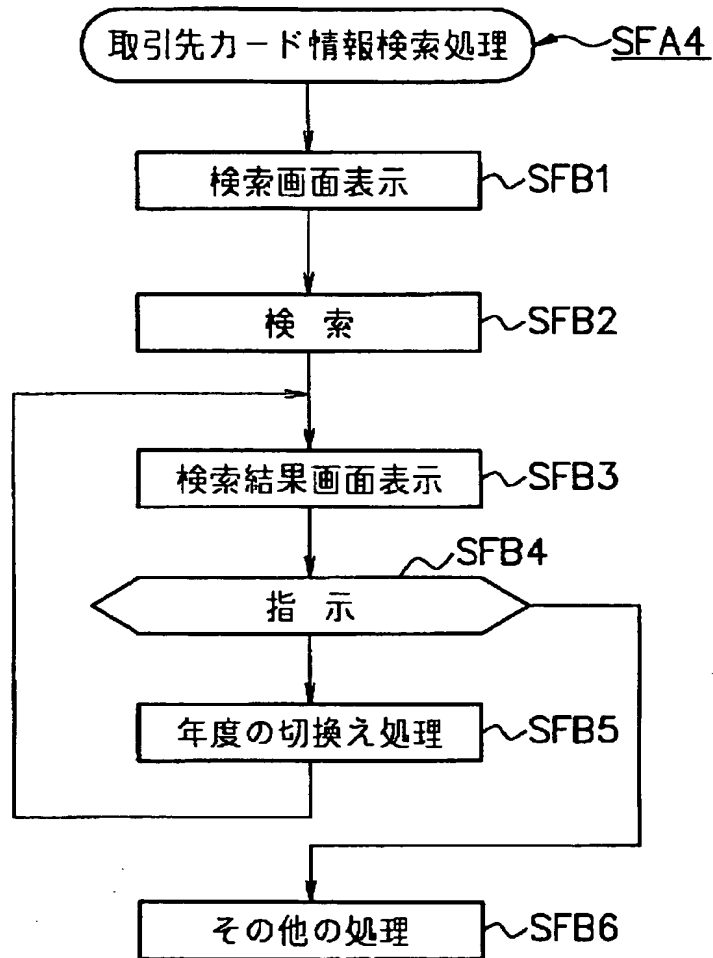 取引先カード情報検索処理 SFA4
検索画面表示 SFB1
検 索 SFB2
検索結果画面表示 SFB3
SFB4
指 示
年度の切換え処理 SFB5
その他の処理 SFB6